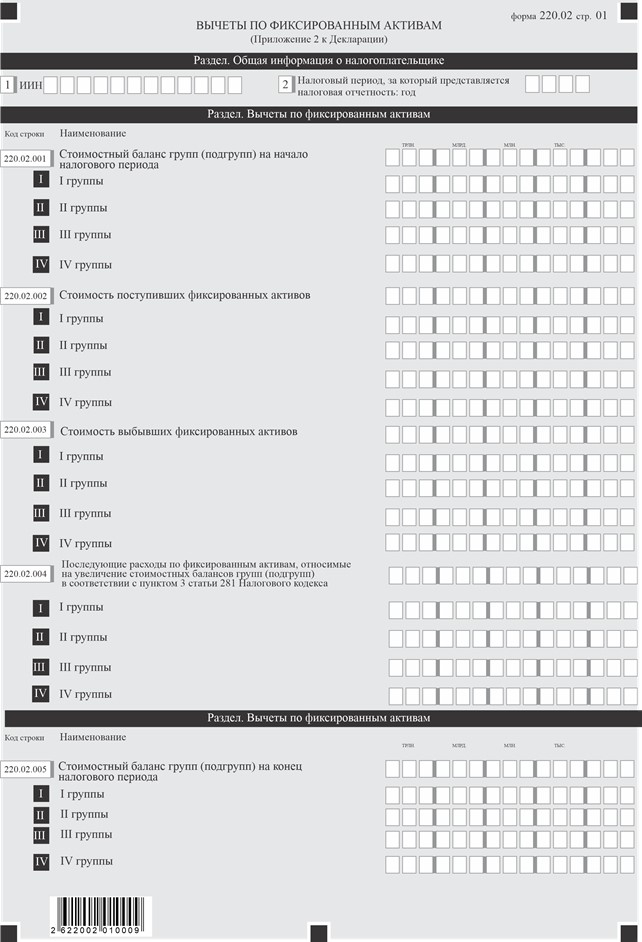 форма 220.02 стр. 01
ВЫЧЕТЫ ПО ФИКСИРОВАННЫМ АКТИВАМ
(Приложение 2 к Декларации)
Раздел. Общая информация о налогоплательщике
1 ИИН
2 Налоговый период, за который представляется
налоговая отчетность: год
Раздел. Вычеты по фиксированным активам
Код строки Наименование
ТРЛН МЛРД МЛН ТЫС
220.02.001 Стоимостный баланс групп (подгрупп) на начало
налогового периода
I I группы
II II группы
III III группы
IV IV группы
220.02.002 Стоимость поступивших фиксированных активов
I I группы
II II группы
III III группы
IV IV группы
220.02.003 Стоимость выбывших фиксированных активов
I I группы
II II группы
III III группы
IV IV группы
220.02.004 Последующие расходы по фиксированным активам, относимые
на увеличение стоимостных балансов групп (подгрупп)
в соответствии с пунктом 3 статьи 281 Налогового кодекса
I I группы
II II группы
III III группы
IV IV группы
Раздел. Вычеты по фиксированным активам
Код строки Наименование
ТРЛН МЛРД МЛН ТЫС
220.02.005 Стоимостный баланс групп (подгрупп) на конец
налогового периода
I I группы
II II группы
III III группы
IV IV группы
2 622002 010009